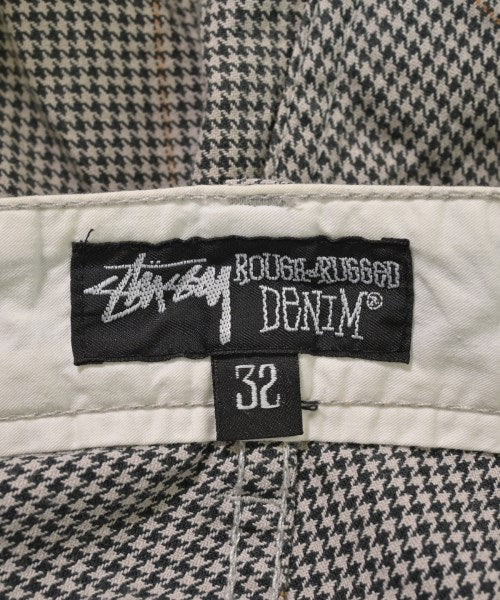 Stüssy
ROUGH AND RUGGED
DENIM®
32